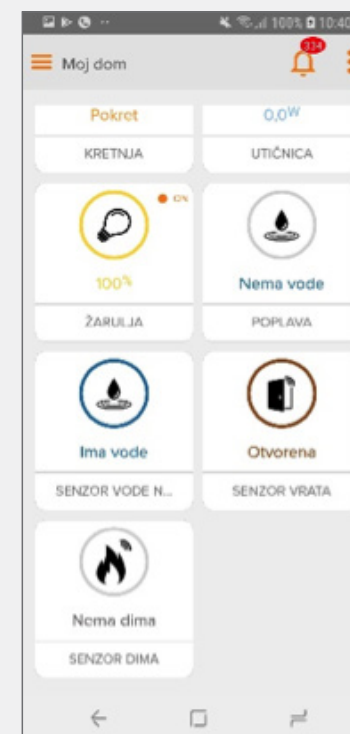 100% 10:40
Moj dom
334
Pokret
0,0W
KRETNJA
UTIČNICA
ON
100%
Nema vode
ŽARULJA
POPLAVA
Ima vode
Otvorena
SENZOR VODE N...
SENZOR VRATA
Nema dima
SENZOR DIMA